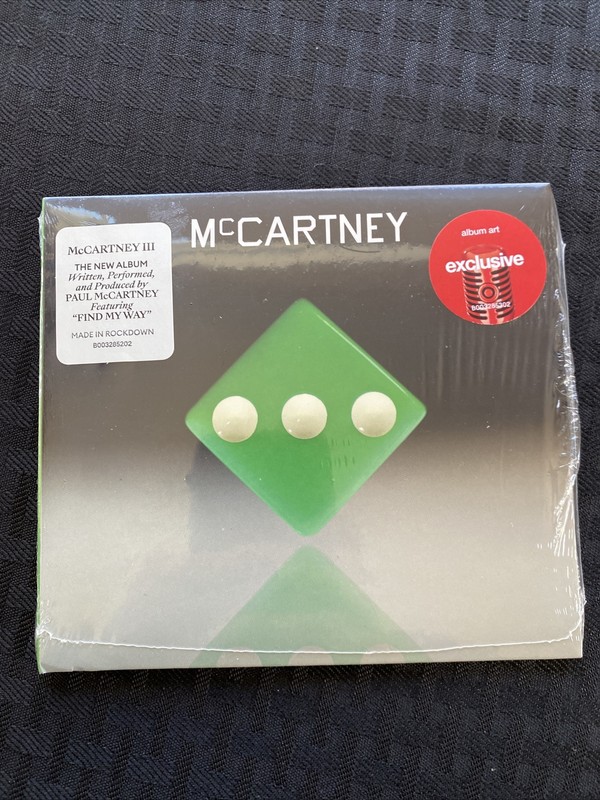 McCARTNEY
McCARTNEY III
THE NEW ALBUM
Written, Performed,
and Produced by
PAUL McCARTNEY
Featuring
"FIND MY WAY"
MADE IN ROCKDOWN
B003285202
album art
exclusive
B003285202